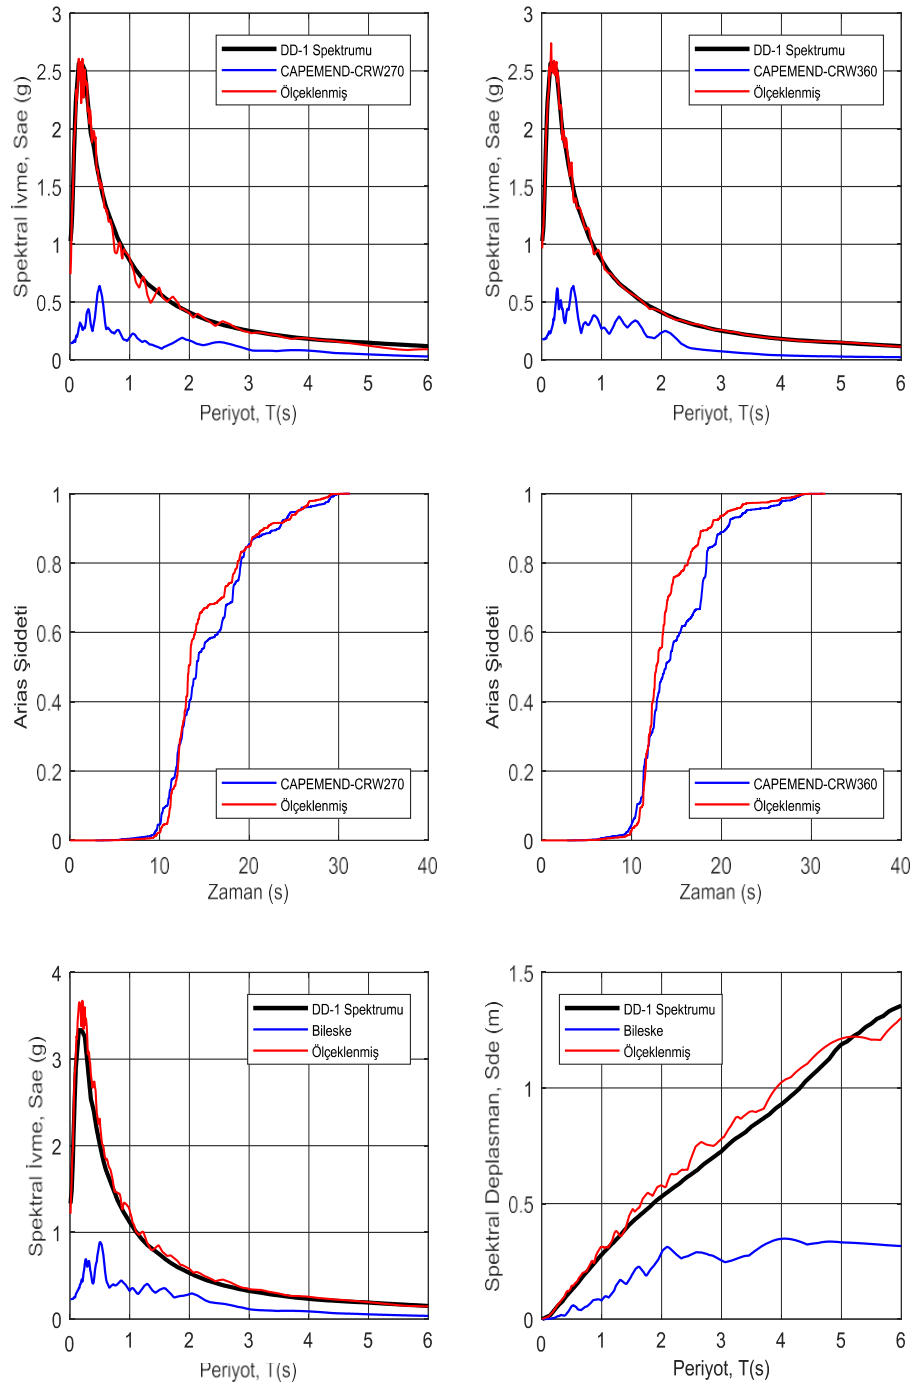 3
2.5
2
1.5
1
0.5
0
0 1 2 3 4 5 6
Spektral İvme, Sae (g)
Periyot, T(s)
DD-1 Spektrumu
CAPEMEND-CRW270
Ölçeklenmiş
3
2.5
2
1.5
1
0.5
0
0 1 2 3 4 5 6
Spektral İvme, Sae (g)
Periyot, T(s)
DD-1 Spektrumu
CAPEMEND-CRW360
Ölçeklenmiş
1
0.8
0.6
0.4
0.2
0
0 10 20 30 40
Arias Şiddeti
Zaman (s)
CAPEMEND-CRW270
Ölçeklenmiş
1
0.8
0.6
0.4
0.2
0
0 10 20 30 40
Arias Şiddeti
Zaman (s)
CAPEMEND-CRW360
Ölçeklenmiş
4
3
2
1
0
0 1 2 3 4 5 6
Spektral İvme, Sae (g)
Periyot, T(s)
DD-1 Spektrumu
Bileske
Ölçeklenmiş
1.5
1
0.5
0
0 1 2 3 4 5 6
Spektral Deplasman, Sde (m)
Periyot, T(s)
DD-1 Spektrumu
Bileske
Ölçeklenmiş